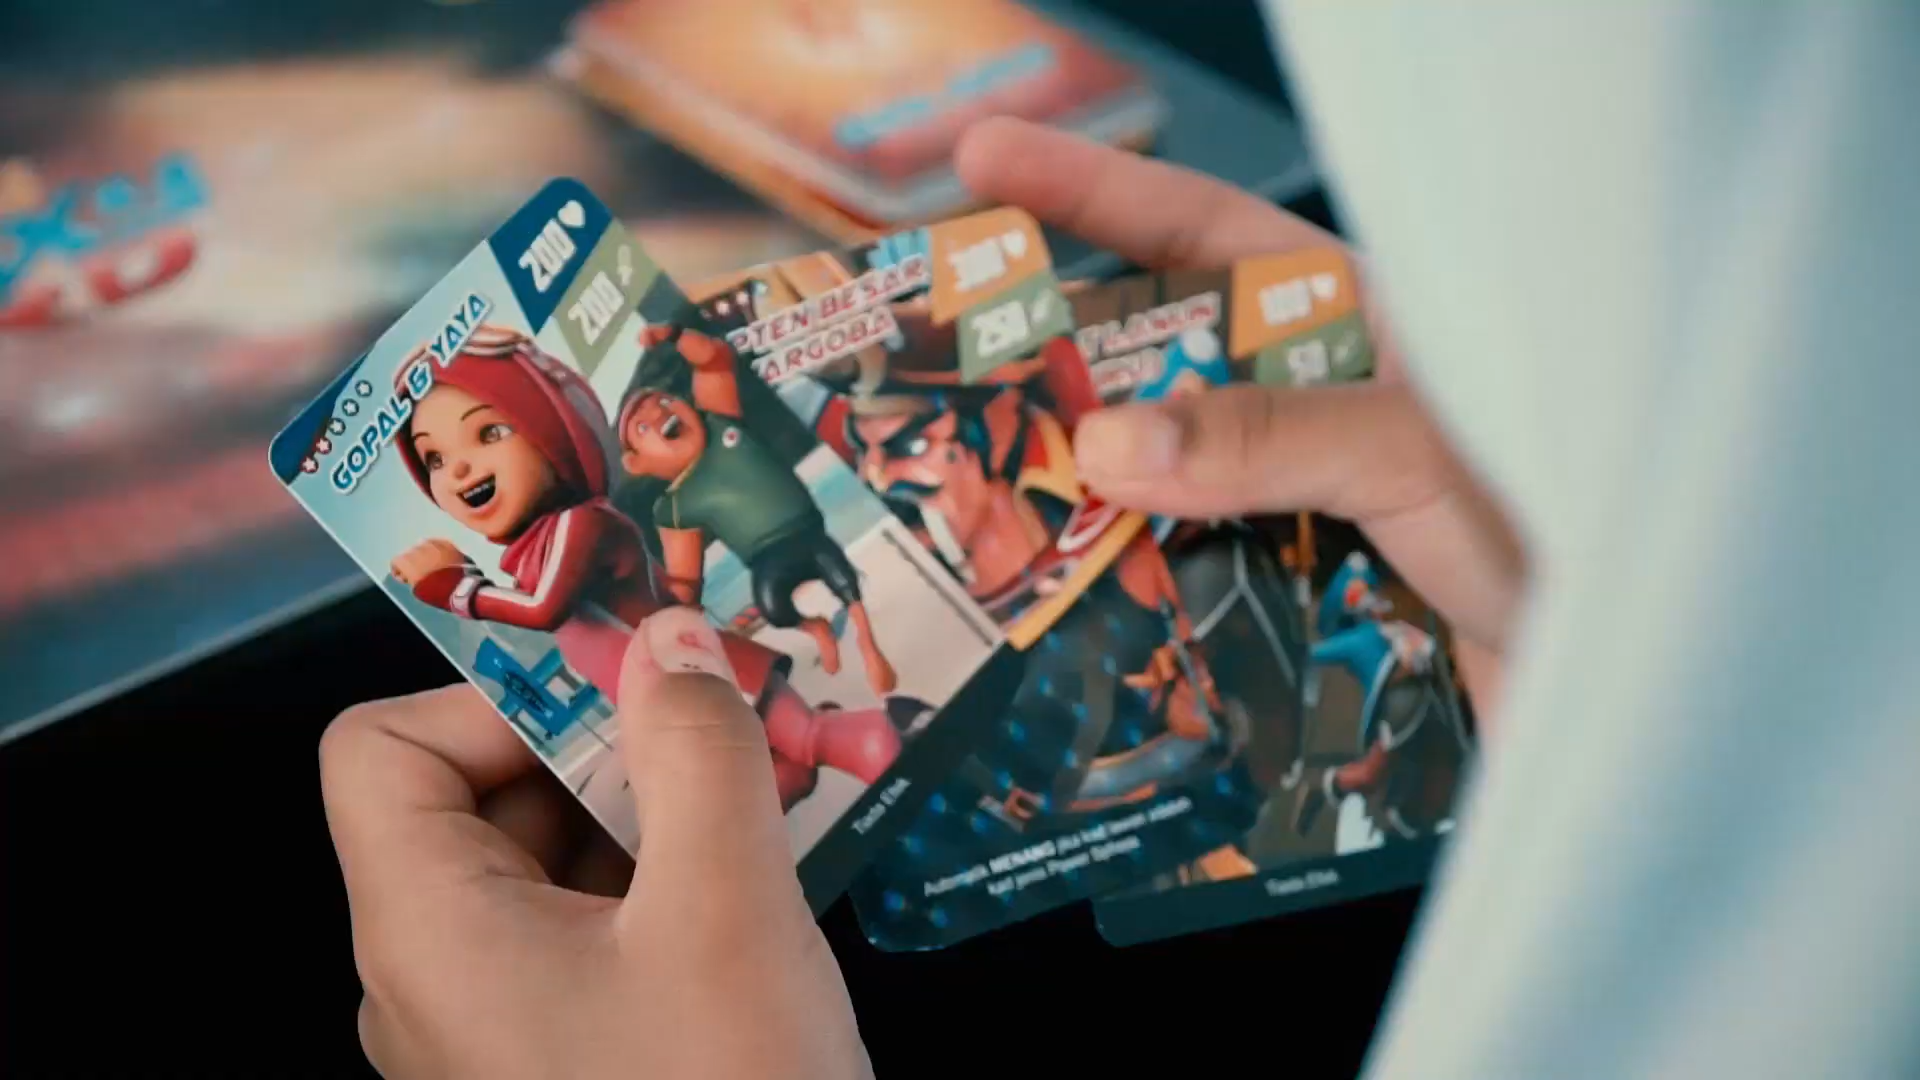 200
200
GOPAL & YAYA
Tiada Efek
300
250
PTEN BESAR
ARGOBA
Automatik MENANG jika kad lawan adalah
kad jenis Power Sphera
100
50
LANUN
Tiada Efek